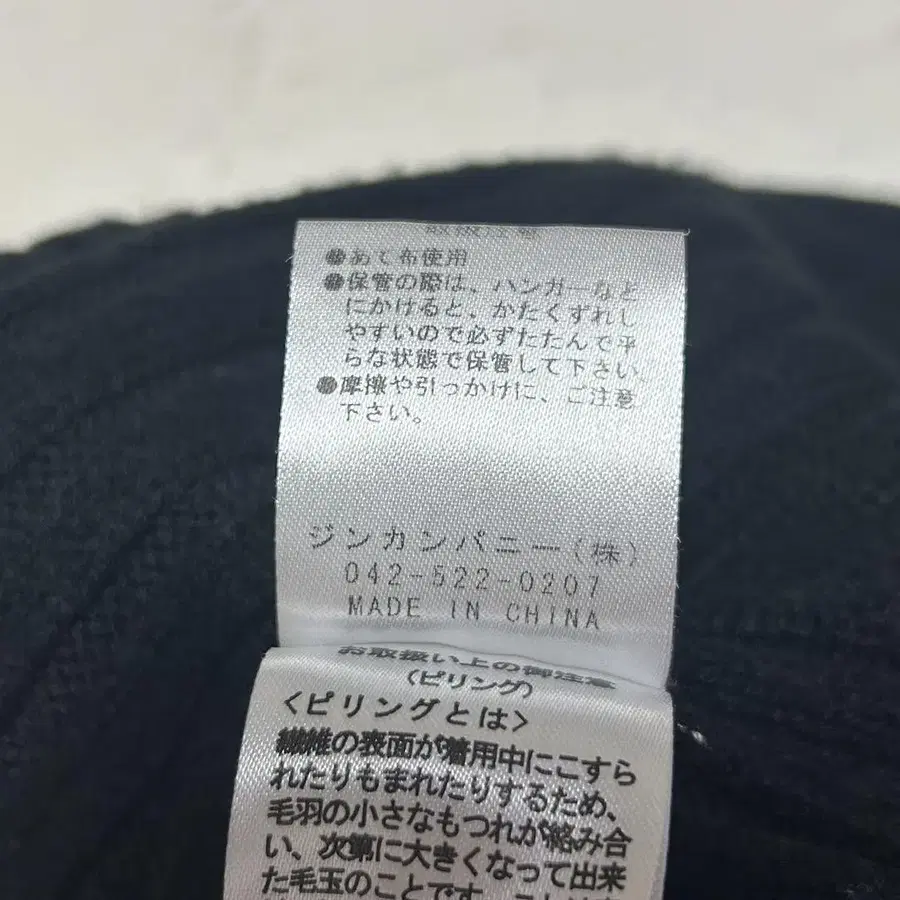 ●あて布使用
●保管の際は、ハンガーなど
にかけると、かたくずれし
やすいので必ずたたんで平
らな状態で保管して下さい、
●摩擦や引っかけに、ご注意
下さい。
ジンカンパニー(株)
042-522-0207
MADE IN CHINA
お取扱い上の御注意
(ピリング)
<ピリングとは>
繊維の表面が着用中にこすら
れたりもまれたりするため、
毛羽の小さなもつれが絡み合
い、次第に大きくなって出来
た毛玉のことです。